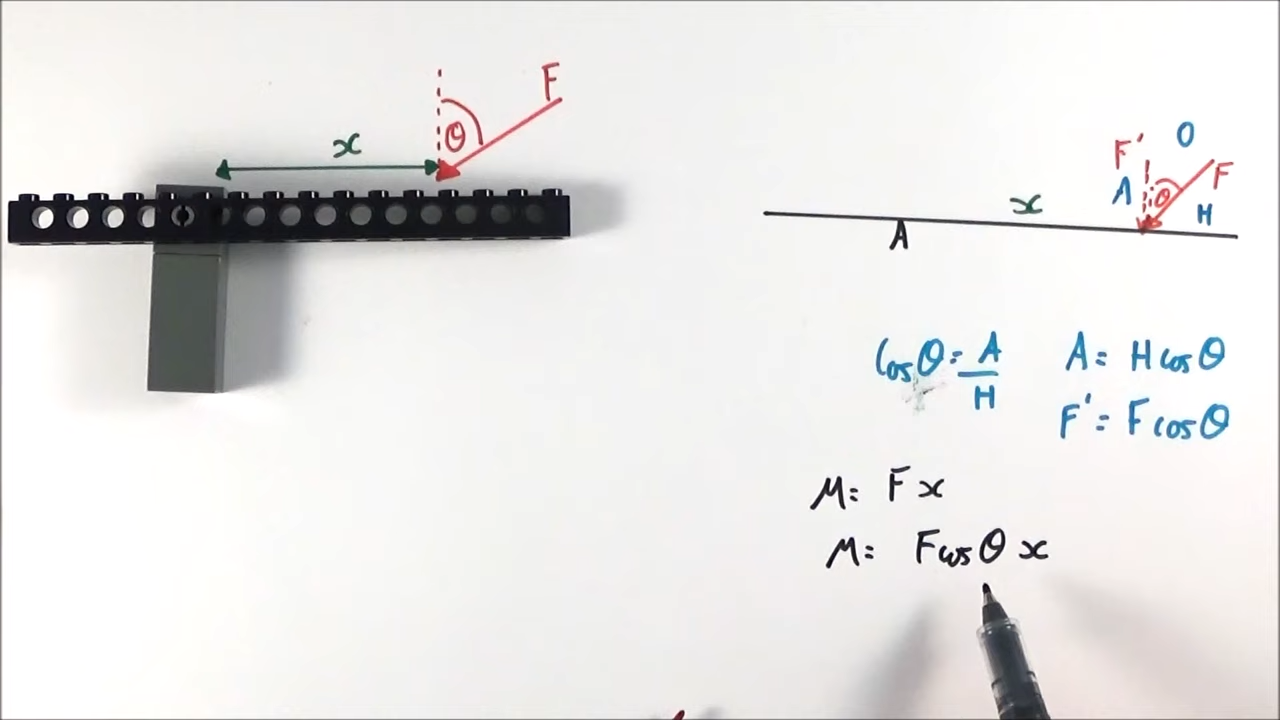 F
θ
x
F' O
A θ F
x H
A
Cosθ = A/H A = H cosθ
F' = F cosθ
M = F x
M = F cosθ x